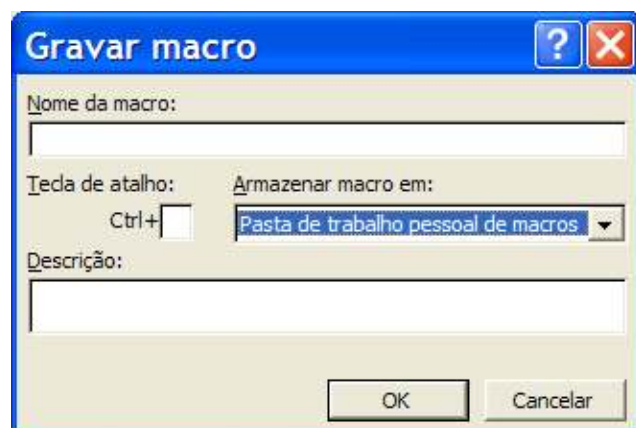 Gravar macro
Nome da macro:
Tecla de atalho: Armazenar macro em:
Ctrl+ Pasta de trabalho pessoal de macros
Descrição:
OK Cancelar